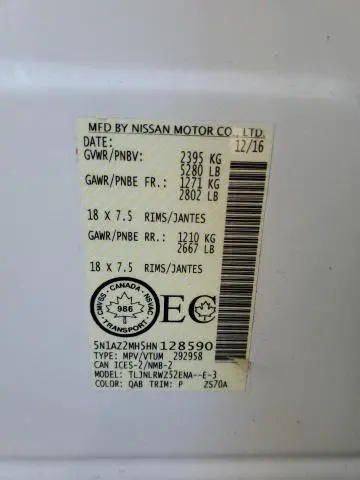 MFD BY NISSAN MOTOR CO., LTD.
DATE: 12/16
GVWR/PNBV: 2395 KG
5280 LB
GAWR/PNBE FR.: 1271 KG
2802 LB
18 X 7.5 RIMS/JANTES
GAWR/PNBE RR.: 1210 KG
2667 LB
18 X 7.5 RIMS/JANTES
CMVSS - CANADA - NSVAC
986
TRANSPORT
EC
5N1AZ2MH5HN128590
TYPE: MPV/VTUM 292958
CAN ICES-2/NMB-2
MODEL: TLJNLRWZ52ENA--E-3
COLOR: QAB TRIM: P ZS70A